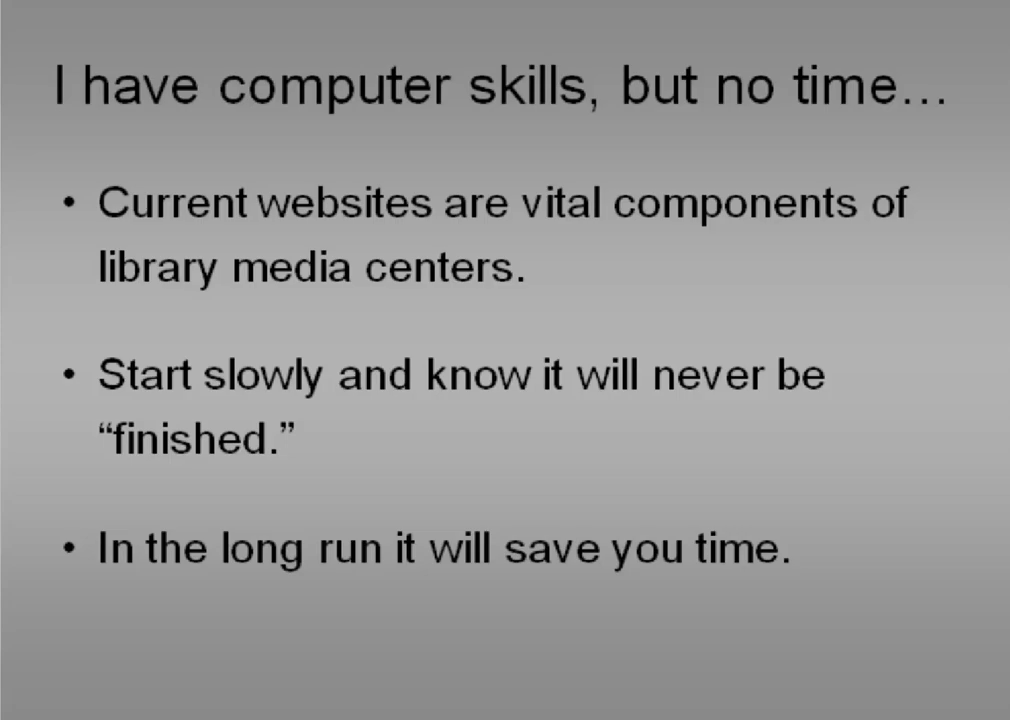 I have computer skills, but no time…
• Current websites are vital components of
library media centers.
• Start slowly and know it will never be
“finished.”
• In the long run it will save you time.